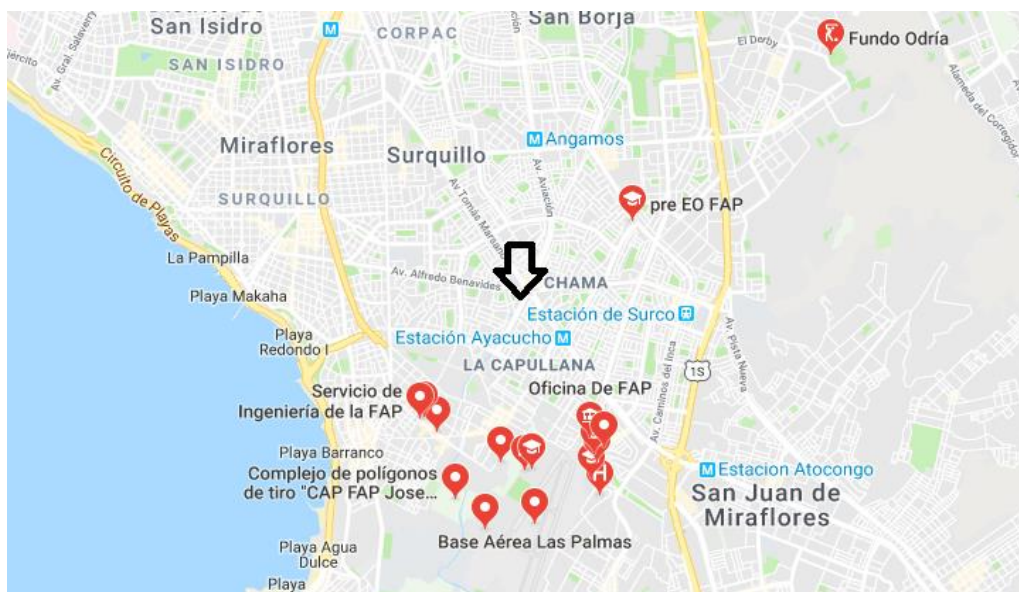 San Isidro
CORPAC
San Borja
El Derby
Fundo Odría
Av. Gral. Salaverry
SAN ISIDRO
Alameda del Corregidor
Miraflores
Surquillo
Angamos
Circuito de Playas
Av. Aviación
pre EO FAP
SURQUILLO
Av Tomás Marsano
La Pampilla
Av. Alfredo Benavides
CHAMA
Playa Makaha
Estación de Surco
Playa
Redondo I
Estación Ayacucho M
Av. Pista Nueva
LA CAPULLANA
1S
Servicio de
Ingeniería de la FAP
Oficina De FAP
Av. Caminos del Inca
Playa Barranco
Complejo de polígonos
de tiro "CAP FAP Jose...
M Estacion Atocongo
San Juan de
Miraflores
Base Aérea Las Palmas
Playa Agua
Dulce
Playa